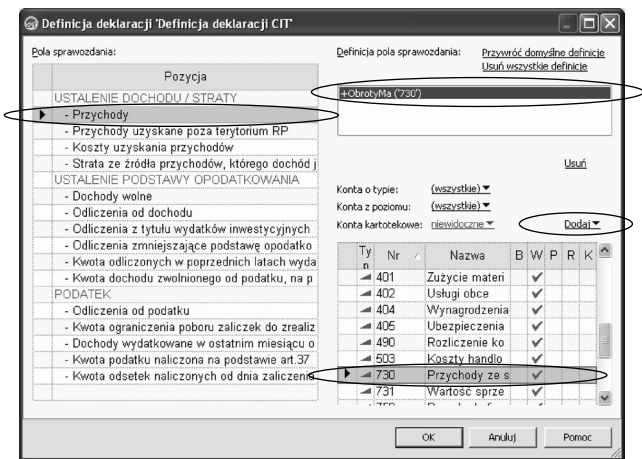 Definicja deklaracji 'Definicja deklaracji CIT'
Pola sprawozdania:
Pozycja
USTALENIE DOCHODU / STRATY
- Przychody
- Przychody uzyskane poza terytorium RP
- Koszty uzyskania przychodów
- Strata ze źródła przychodów, którego dochód j
USTALENIE PODSTAWY OPODATKOWANIA
- Dochody wolne
- Odliczenia od dochodu
- Odliczenia z tytułu wydatków inwestycyjnych
- Odliczenia zmniejszające podstawę opodatko
- Kwota odliczonych w poprzednich latach wyda
- Kwota dochodu zwolnionego od podatku, na p
PODATEK
- Odliczenia od podatku
- Kwota ograniczenia poboru zaliczek do zrealiz
- Dochody wydatkowane w ostatnim miesiącu o
- Kwota podatku naliczona na podstawie art.37
- Kwota odsetek naliczonych od dnia zaliczenia
Definicja pola sprawozdania:
Przywróć domyślne definicje
Usuń wszystkie definicje
+ObrotyMa ('730')
Usuń
Konta o typie: (wszystkie)
Konta z poziomu: (wszystkie)
Konta kartotekowe: niewidoczne Dodaj
Typ Nr Nazwa B W P R K
401 Zużycie materi
402 Usługi obce
404 Wynagrodzenia
405 Ubezpieczenia
490 Rozliczenie ko
503 Koszty handlo
730 Przychody ze s
731 Wartość sprze
OK Anuluj Pomoc